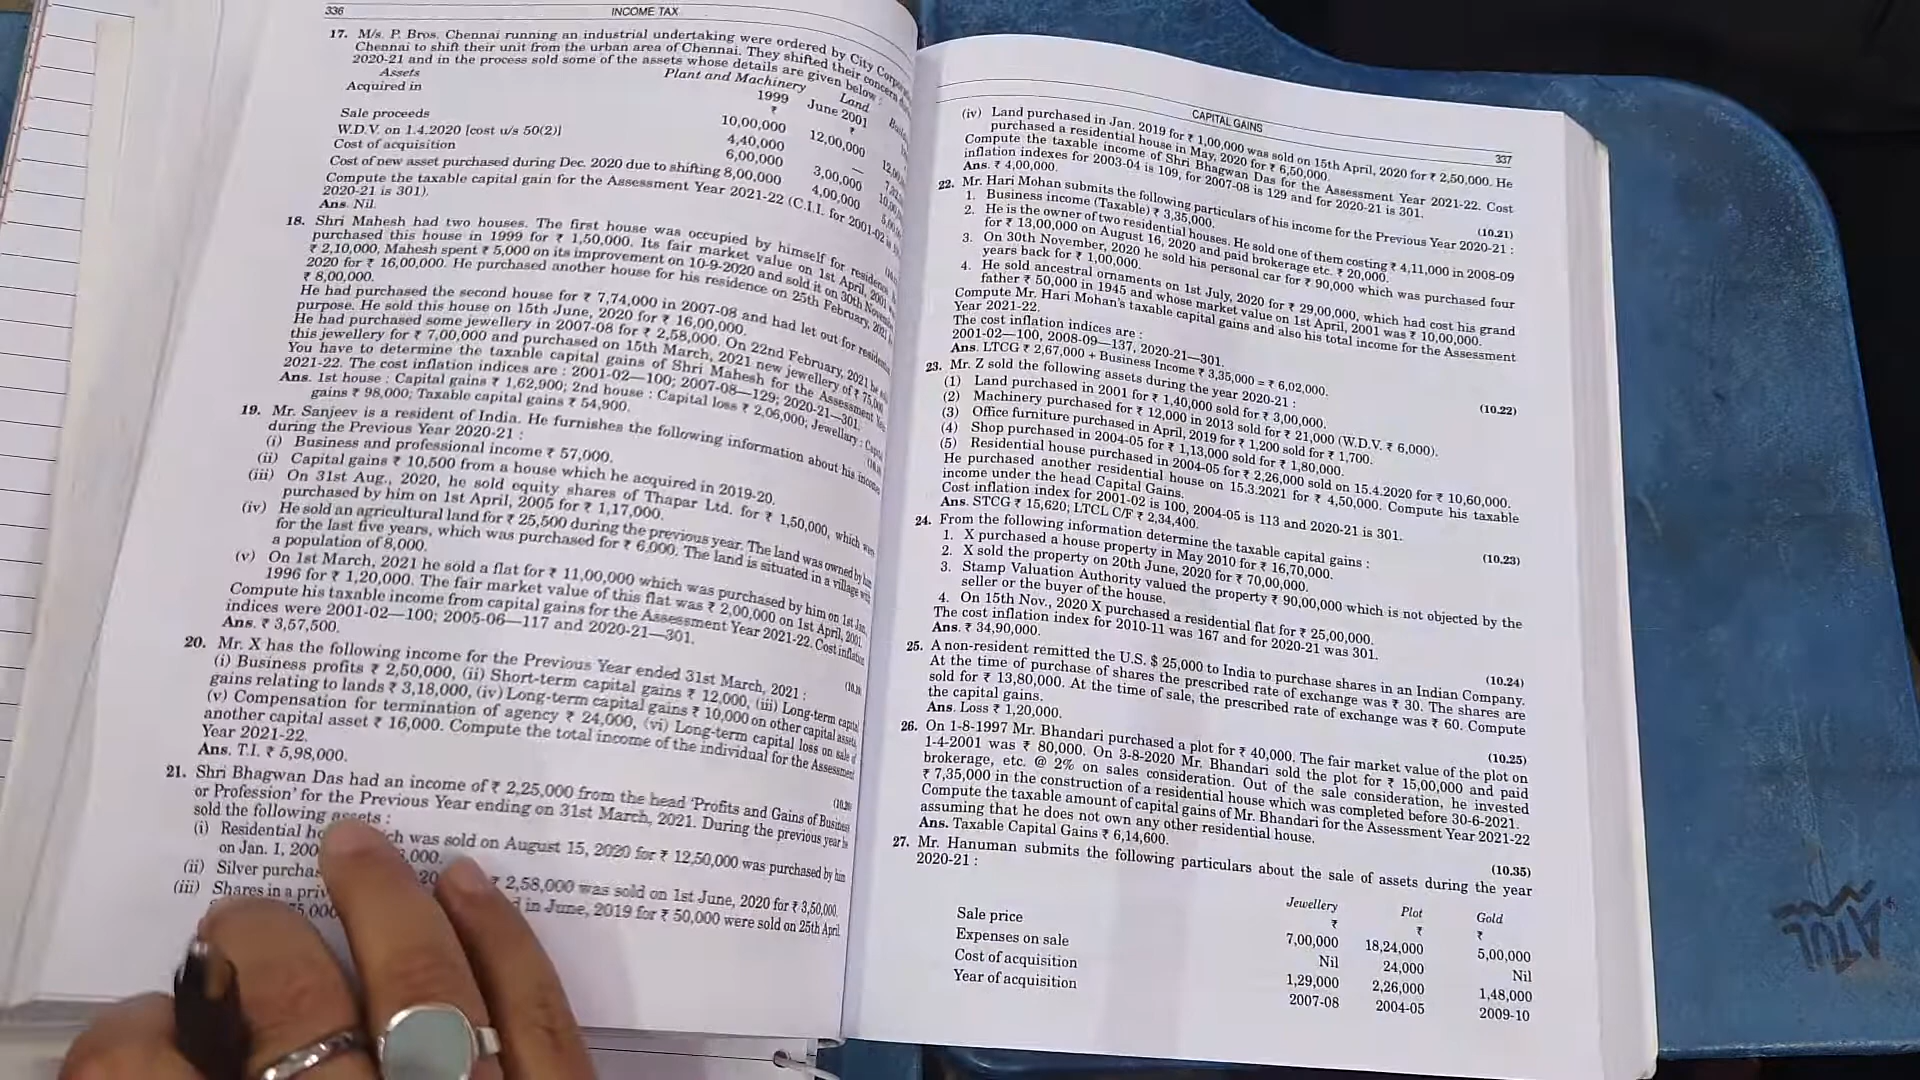 336
INCOME TAX
17. M/s. P. Bros. Chennai running an industrial undertaking were ordered by City
Chennai to shift their unit from the urban area of Chennai. They shifted their concern
2020-21 and in the process sold some of the assets whose details are given below :
Assets Plant and Machinery Land
Acquired in 1999 June 2001
₹ ₹
Sale proceeds 10,00,000 12,00,000
W.D.V. on 1.4.2020 [cost u/s 50(2)] 4,40,000 —
Cost of acquisition 6,00,000 3,00,000
Cost of new asset purchased during Dec. 2020 due to shifting 8,00,000 4,00,000
Compute the taxable capital gain for the Assessment Year 2021-22 (C.I.I. for 2001-02
2020-21 is 301).
Ans. Nil.
18. Shri Mahesh had two houses. The first house was occupied by himself for
purchased this house in 1999 for ₹ 1,50,000. Its fair market value on 1st April, 2001
₹ 2,10,000, Mahesh spent ₹ 5,000 on its improvement on 10-9-2020 and sold it on 30th
2020 for ₹ 16,00,000. He purchased another house for his residence on 25th February,
₹ 8,00,000.
He had purchased the second house for ₹ 7,74,000 in 2007-08 and had let out for
purpose. He sold this house on 15th June, 2020 for ₹ 16,00,000.
He had purchased some jewellery in 2007-08 for ₹ 2,58,000. On 22nd February, 2021 he
this jewellery for ₹ 7,00,000 and purchased on 15th March, 2021 new jewellery of ₹ 75,000
You have to determine the taxable capital gains of Shri Mahesh for the Assessment
2021-22. The cost inflation indices are : 2001-02—100; 2007-08—129; 2020-21—301.
Ans. 1st house : Capital gains ₹ 1,62,900; 2nd house : Capital loss ₹ 2,06,000; Jewellary :
gains ₹ 98,000; Taxable capital gains ₹ 54,900.
19. Mr. Sanjeev is a resident of India. He furnishes the following information about his income
during the Previous Year 2020-21 :
(i) Business and professional income ₹ 57,000.
(ii) Capital gains ₹ 10,500 from a house which he acquired in 2019-20.
(iii) On 31st Aug., 2020, he sold equity shares of Thapar Ltd. for ₹ 1,50,000, which were
purchased by him on 1st April, 2005 for ₹ 1,17,000.
(iv) He sold an agricultural land for ₹ 25,500 during the previous year. The land was owned by him
for the last five years, which was purchased for ₹ 6,000. The land is situated in a village with
a population of 8,000.
(v) On 1st March, 2021 he sold a flat for ₹ 11,00,000 which was purchased by him on 1st Jan,
1996 for ₹ 1,20,000. The fair market value of this flat was ₹ 2,00,000 on 1st April, 2001.
Compute his taxable income from capital gains for the Assessment Year 2021-22. Cost inflation
indices were 2001-02—100; 2005-06—117 and 2020-21—301.
Ans. ₹ 3,57,500.
20. Mr. X has the following income for the Previous Year ended 31st March, 2021 :
(i) Business profits ₹ 2,50,000, (ii) Short-term capital gains ₹ 12,000, (iii) Long-term capital
gains relating to lands ₹ 3,18,000, (iv) Long-term capital gains ₹ 10,000 on other capital assets,
(v) Compensation for termination of agency ₹ 24,000, (vi) Long-term capital loss on sale of
another capital asset ₹ 16,000. Compute the total income of the individual for the Assessment
Year 2021-22.
Ans. T.I. ₹ 5,98,000.
21. Shri Bhagwan Das had an income of ₹ 2,25,000 from the head 'Profits and Gains of Business
or Profession' for the Previous Year ending on 31st March, 2021. During the previous year he
sold the following assets :
(i) Residential which was sold on August 15, 2020 for ₹ 12,50,000 was purchased by him
on Jan. 1,
(ii) Silver ₹ 2,58,000 was sold on 1st June, 2020 for ₹ 3,50,000.
(iii) Shares in a in June, 2019 for ₹ 50,000 were sold on 25th April
CAPITAL GAINS
337
(iv) Land purchased in Jan. 2019 for ₹ 1,00,000 was sold on 15th April, 2020 for ₹ 2,50,000. He
purchased a residential house in May, 2020 for ₹ 6,50,000.
Compute the taxable income of Shri Bhagwan Das for the Assessment Year 2021-22. Cost
inflation indexes for 2003-04 is 109, for 2007-08 is 129 and for 2020-21 is 301.
Ans. ₹ 4,00,000. (10.21)
22. Mr. Hari Mohan submits the following particulars of his income for the Previous Year 2020-21 :
1. Business income (Taxable) ₹ 3,35,000.
2. He is the owner of two residential houses. He sold one of them costing ₹ 4,11,000 in 2008-09
for ₹ 13,00,000 on August 16, 2020 and paid brokerage etc. ₹ 20,000.
3. On 30th November, 2020 he sold his personal car for ₹ 90,000 which was purchased four
years back for ₹ 1,00,000.
4. He sold ancestral ornaments on 1st July, 2020 for ₹ 29,00,000, which had cost his grand
father ₹ 50,000 in 1945 and whose market value on 1st April, 2001 was ₹ 10,00,000.
Compute Mr. Hari Mohan's taxable capital gains and also his total income for the Assessment
Year 2021-22.
The cost inflation indices are :
2001-02—100, 2008-09—137, 2020-21—301.
Ans. LTCG ₹ 2,67,000 + Business Income ₹ 3,35,000 = ₹ 6,02,000. (10.22)
23. Mr. Z sold the following assets during the year 2020-21 :
(1) Land purchased in 2001 for ₹ 1,40,000 sold for ₹ 3,00,000.
(2) Machinery purchased for ₹ 12,000 in 2013 sold for ₹ 21,000 (W.D.V. ₹ 6,000).
(3) Office furniture purchased in April, 2019 for ₹ 1,200 sold for ₹ 1,700.
(4) Shop purchased in 2004-05 for ₹ 1,13,000 sold for ₹ 1,80,000.
(5) Residential house purchased in 2004-05 for ₹ 2,26,000 sold on 15.4.2020 for ₹ 10,60,000.
He purchased another residential house on 15.3.2021 for ₹ 4,50,000. Compute his taxable
income under the head Capital Gains.
Cost inflation index for 2001-02 is 100, 2004-05 is 113 and 2020-21 is 301.
Ans. STCG ₹ 15,620; LTCL C/F ₹ 2,34,400. (10.23)
24. From the following information determine the taxable capital gains :
1. X purchased a house property in May 2010 for ₹ 16,70,000.
2. X sold the property on 20th June, 2020 for ₹ 70,00,000.
3. Stamp Valuation Authority valued the property ₹ 90,00,000 which is not objected by the
seller or the buyer of the house.
4. On 15th Nov., 2020 X purchased a residential flat for ₹ 25,00,000.
The cost inflation index for 2010-11 was 167 and for 2020-21 was 301.
Ans. ₹ 34,90,000. (10.24)
25. A non-resident remitted the U.S. $ 25,000 to India to purchase shares in an Indian Company.
At the time of purchase of shares the prescribed rate of exchange was ₹ 30. The shares are
sold for ₹ 13,80,000. At the time of sale, the prescribed rate of exchange was ₹ 60. Compute
the capital gains.
Ans. Loss ₹ 1,20,000. (10.25)
26. On 1-8-1997 Mr. Bhandari purchased a plot for ₹ 40,000. The fair market value of the plot on
1-4-2001 was ₹ 80,000. On 3-8-2020 Mr. Bhandari sold the plot for ₹ 15,00,000 and paid
brokerage, etc. @ 2% on sales consideration. Out of the sale consideration, he invested
₹ 7,35,000 in the construction of a residential house which was completed before 30-6-2021.
Compute the taxable amount of capital gains of Mr. Bhandari for the Assessment Year 2021-22
assuming that he does not own any other residential house.
Ans. Taxable Capital Gains ₹ 6,14,600. (10.35)
27. Mr. Hanuman submits the following particulars about the sale of assets during the year
2020-21 :
Jewellery Plot Gold
₹ ₹ ₹
Sale price 7,00,000 18,24,000 5,00,000
Expenses on sale Nil 24,000 Nil
Cost of acquisition 1,29,000 2,26,000 1,48,000
Year of acquisition 2007-08 2004-05 2009-10
ATUL